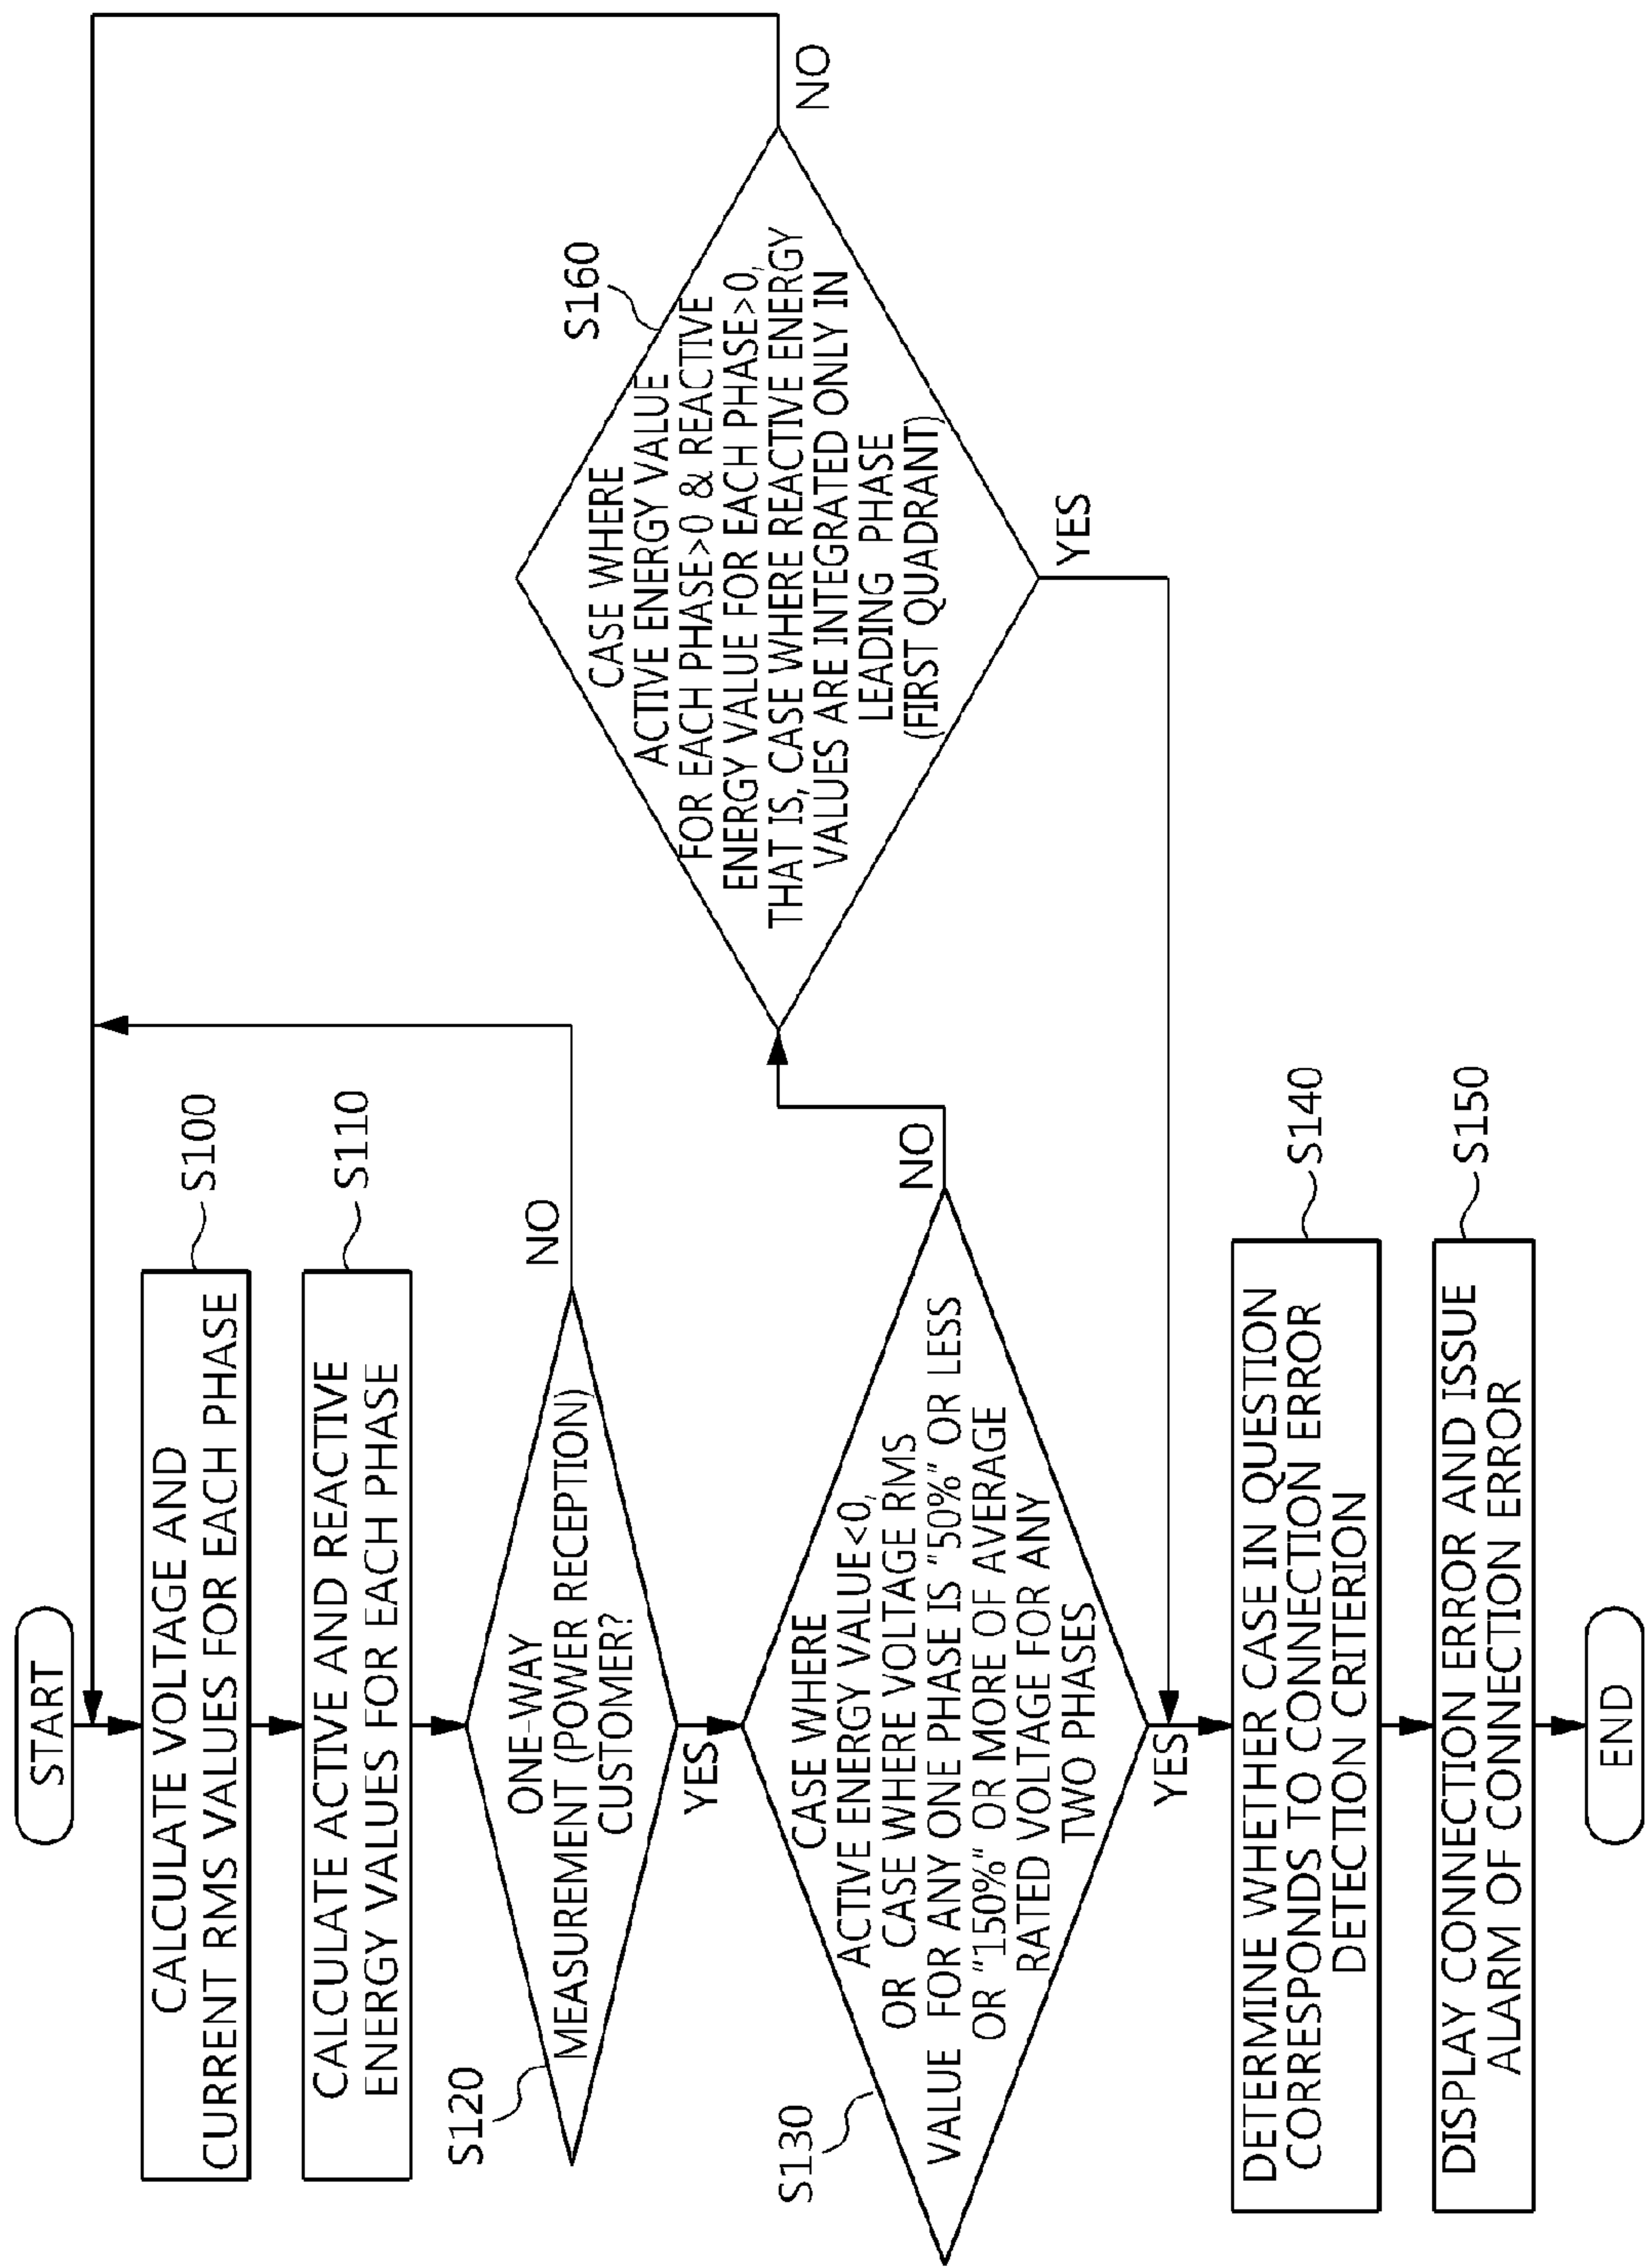 START
CALCULATE VOLTAGE AND
CURRENT RMS VALUES FOR EACH PHASE
S100
CALCULATE ACTIVE AND REACTIVE
ENERGY VALUES FOR EACH PHASE
S110
S120
ONE-WAY
MEASUREMENT (POWER RECEPTION)
CUSTOMER?
NO
YES
S130
CASE WHERE
ACTIVE ENERGY VALUE<0,
OR CASE WHERE VOLTAGE RMS
VALUE FOR ANY ONE PHASE IS "50%" OR LESS
OR "150%" OR MORE OF AVERAGE
RATED VOLTAGE FOR ANY
TWO PHASES
NO
YES
S160
CASE WHERE
ACTIVE ENERGY VALUE
FOR EACH PHASE>0 & REACTIVE
ENERGY VALUE FOR EACH PHASE>0,
THAT IS, CASE WHERE REACTIVE ENERGY
VALUES ARE INTEGRATED ONLY IN
LEADING PHASE
(FIRST QUADRANT)
NO
YES
DETERMINE WHETHER CASE IN QUESTION
CORRESPONDS TO CONNECTION ERROR
DETECTION CRITERION
S140
DISPLAY CONNECTION ERROR AND ISSUE
ALARM OF CONNECTION ERROR
S150
END